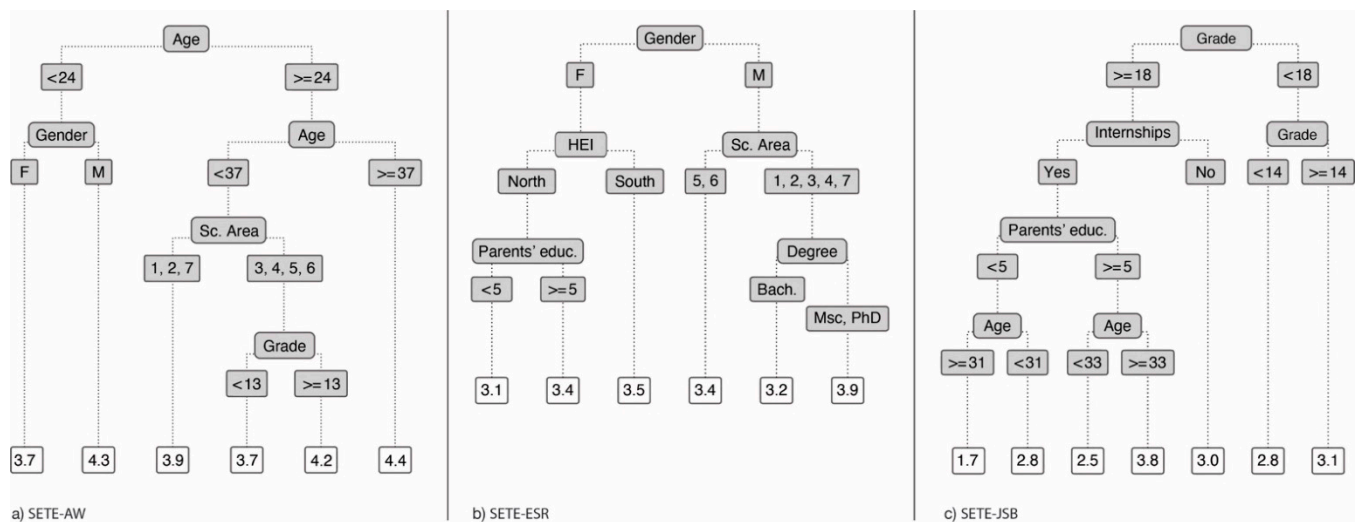 Age
<24
>=24
Gender
Age
F
M
<37
>=37
Sc. Area
1, 2, 7
3, 4, 5, 6
Grade
<13
>=13
3.7
4.3
3.9
3.7
4.2
4.4
a) SETE-AW
Gender
F
M
HEI
Sc. Area
North
South
5, 6
1, 2, 3, 4, 7
Parents' educ.
Degree
<5
>=5
Bach.
Msc, PhD
3.1
3.4
3.5
3.4
3.2
3.9
b) SETE-ESR
Grade
>=18
<18
Internships
Grade
Yes
No
<14
>=14
Parents' educ.
<5
>=5
Age
Age
>=31
<31
<33
>=33
1.7
2.8
2.5
3.8
3.0
2.8
3.1
c) SETE-JSB